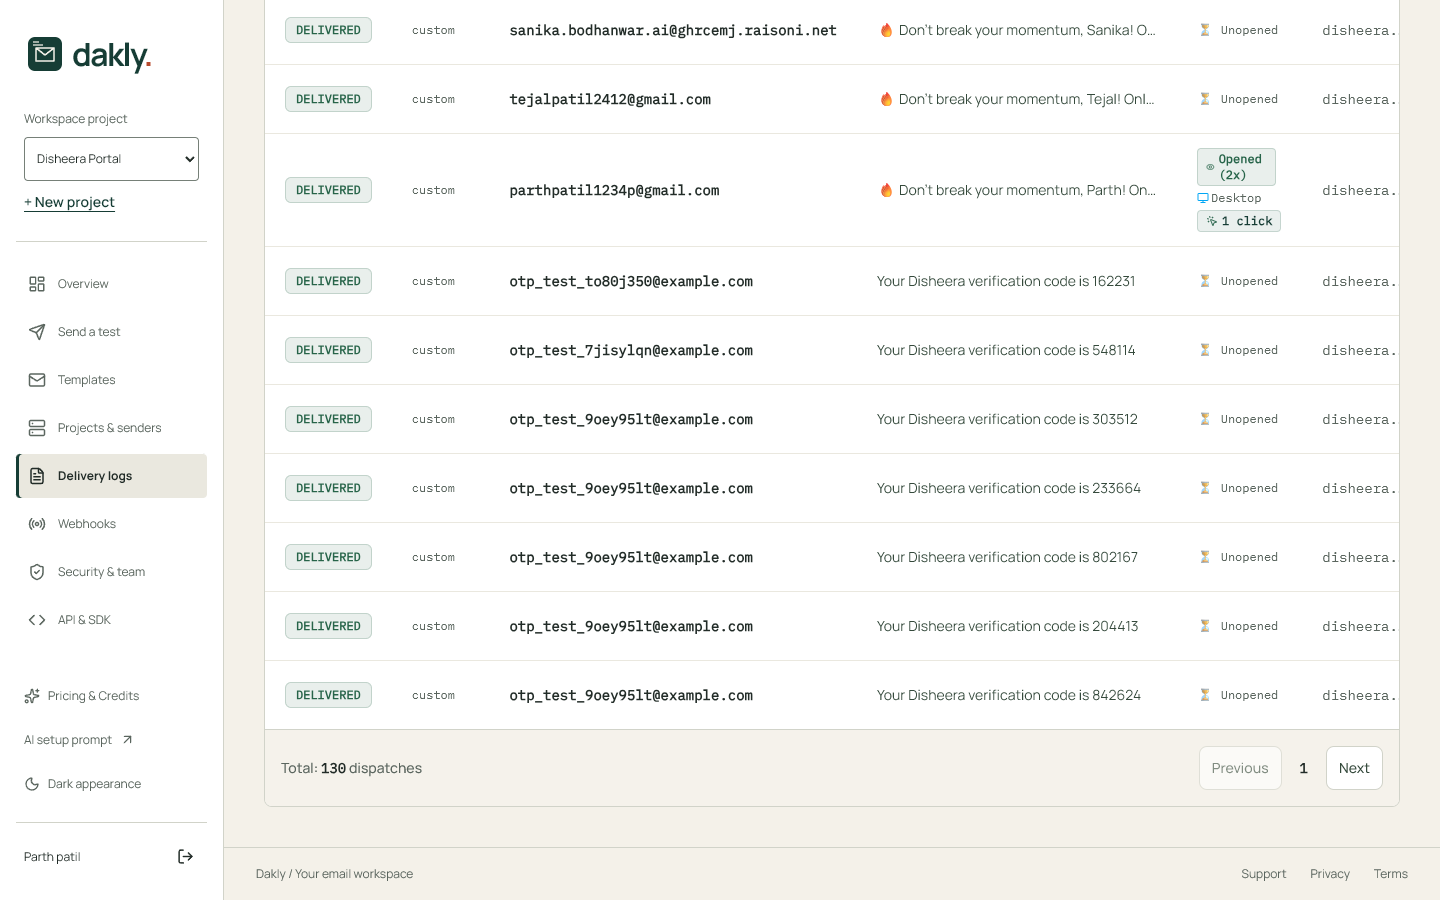 dakly.
Workspace project
Disheera Portal
+ New project
Overview
Send a test
Templates
Projects & senders
Delivery logs
Webhooks
Security & team
API & SDK
Pricing & Credits
AI setup prompt
Dark appearance
Parth patil
DELIVERED custom sanika.bodhanwar.ai@ghrcemj.raisoni.net 🔥 Don't break your momentum, Sanika! O... ⏳ Unopened disheera.
DELIVERED custom tejalpatil2412@gmail.com 🔥 Don't break your momentum, Tejal! Onl... ⏳ Unopened disheera.
DELIVERED custom parthpatil1234p@gmail.com 🔥 Don't break your momentum, Parth! On... Opened (2x) Desktop 1 click disheera.
DELIVERED custom otp_test_to80j350@example.com Your Disheera verification code is 162231 ⏳ Unopened disheera.
DELIVERED custom otp_test_7jisylqn@example.com Your Disheera verification code is 548114 ⏳ Unopened disheera.
DELIVERED custom otp_test_9oey95lt@example.com Your Disheera verification code is 303512 ⏳ Unopened disheera.
DELIVERED custom otp_test_9oey95lt@example.com Your Disheera verification code is 233664 ⏳ Unopened disheera.
DELIVERED custom otp_test_9oey95lt@example.com Your Disheera verification code is 802167 ⏳ Unopened disheera.
DELIVERED custom otp_test_9oey95lt@example.com Your Disheera verification code is 204413 ⏳ Unopened disheera.
DELIVERED custom otp_test_9oey95lt@example.com Your Disheera verification code is 842624 ⏳ Unopened disheera.
Total: 130 dispatches
Previous 1 Next
Dakly / Your email workspace
Support Privacy Terms